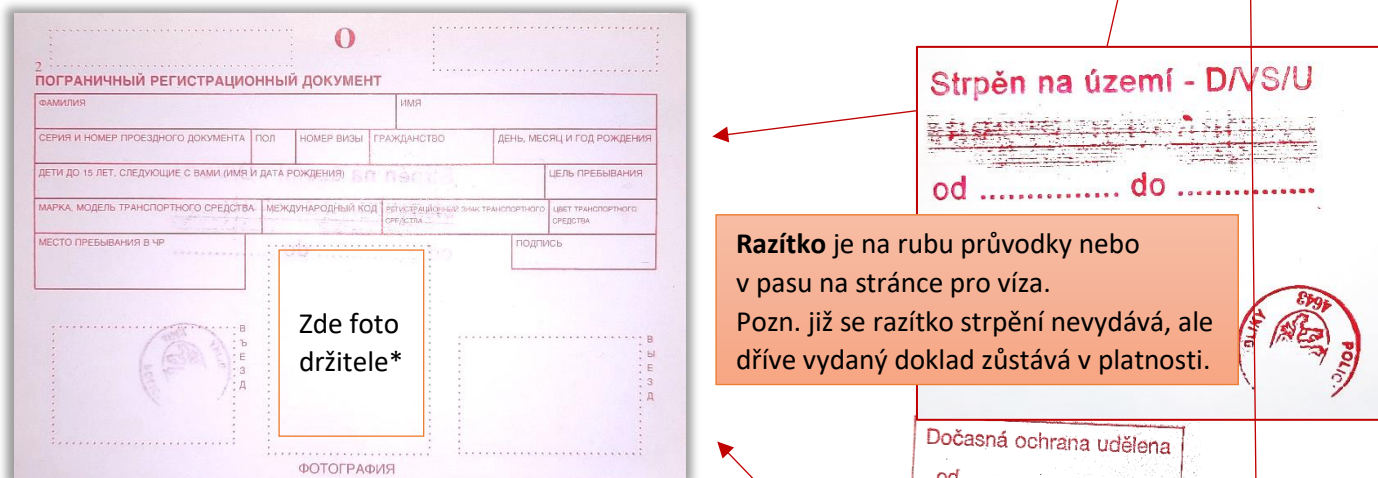 O
2
ПОГРАНИЧНЫЙ РЕГИСТРАЦИОННЫЙ ДОКУМЕНТ
ФАМИЛИЯ
ИМЯ
СЕРИЯ И НОМЕР ПРОЕЗДНОГО ДОКУМЕНТА
ПОЛ
НОМЕР ВИЗЫ
ГРАЖДАНСТВО
ДЕНЬ, МЕСЯЦ И ГОД РОЖДЕНИЯ
ДЕТИ ДО 15 ЛЕТ, СЛЕДУЮЩИЕ С ВАМИ (ИМЯ И ДАТА РОЖДЕНИЯ)
ЦЕЛЬ ПРЕБЫВАНИЯ
МАРКА, МОДЕЛЬ ТРАНСПОРТНОГО СРЕДСТВА
МЕЖДУНАРОДНЫЙ КОД
РЕГИСТРАЦИОННЫЙ ЗНАК ТРАНСПОРТНОГО
СРЕДСТВА
ЦВЕТ ТРАНСПОРТНОГО
СРЕДСТВА
МЕСТО ПРЕБЫВАНИЯ В ЧР
ПОДПИСЬ
ВЪЕЗД
Zde foto
držitele*
ВЫЕЗД
ФОТОГРАФИЯ
Strpěn na území - D/VS/U
od .............. do ..............
Razítko je na rubu průvodky nebo
v pasu na stránce pro víza.
Pozn. již se razítko strpění nevydává, ale
dříve vydaný doklad zůstává v platnosti.
4643
POLIC
Dočasná ochrana udělena
od